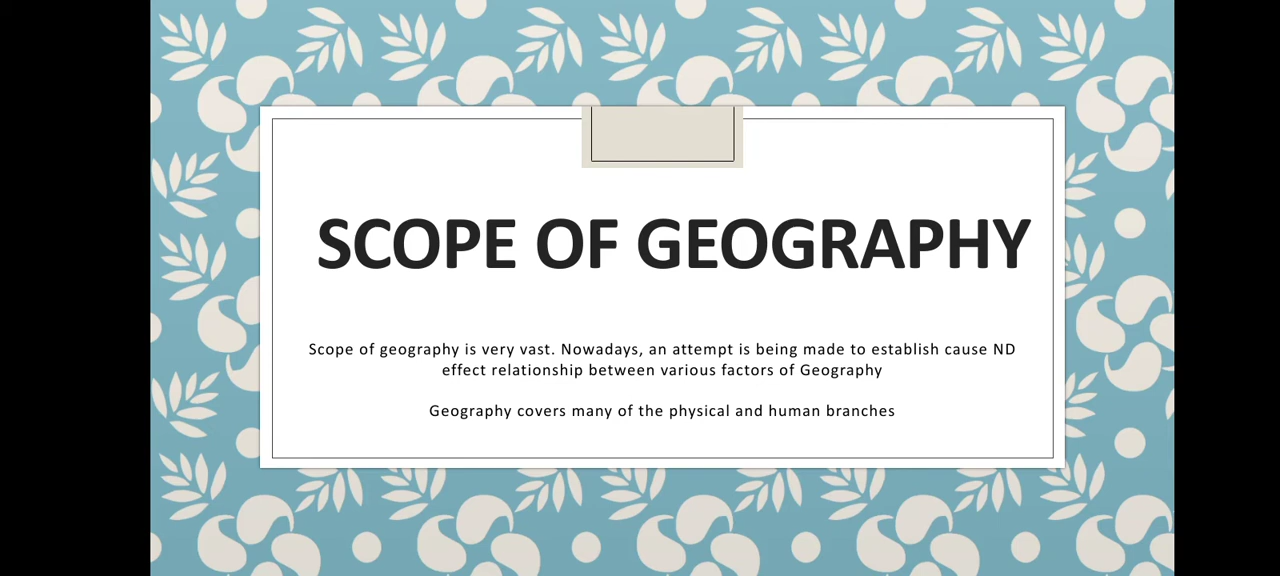 SCOPE OF GEOGRAPHY
Scope of geography is very vast. Nowadays, an attempt is being made to establish cause ND
effect relationship between various factors of Geography
Geography covers many of the physical and human branches